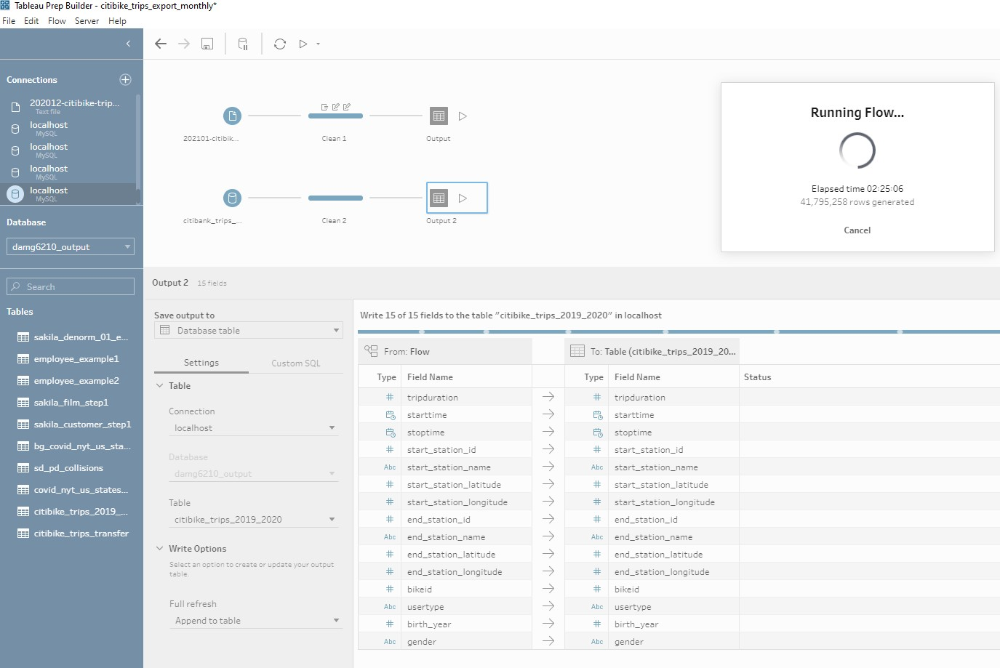 Tableau Prep Builder - citibike_trips_export_monthly*
File Edit Flow Server Help
Connections
202012-citibike-trip...
Text file
localhost
MySQL
localhost
MySQL
localhost
MySQL
localhost
MySQL
Database
damg6210_output
Search
Tables
sakila_denorm_01_e...
employee_example1
employee_example2
sakila_film_step1
sakila_customer_step1
bg_covid_nyt_us_sta...
sd_pd_collisions
covid_nyt_us_states...
citibike_trips_2019_...
citibike_trips_transfer
202101-citibik...
Clean 1
Output
citibank_trips_...
Clean 2
Output 2
Running Flow...
Elapsed time 02:25:06
41,795,258 rows generated
Cancel
Output 2 15 fields
Save output to
Database table
Settings Custom SQL
Table
Connection
localhost
Database
damg6210_output
Table
citibike_trips_2019_2020
Write Options
Select an option to create or update your output
table.
Full refresh
Append to table
Write 15 of 15 fields to the table "citibike_trips_2019_2020" in localhost
From: Flow To: Table (citibike_trips_2019_20...
Type Field Name Type Field Name Status
# tripduration → # tripduration
starttime → starttime
stoptime → stoptime
# start_station_id → # start_station_id
Abc start_station_name → Abc start_station_name
# start_station_latitude → # start_station_latitude
# start_station_longitude → # start_station_longitude
# end_station_id → # end_station_id
Abc end_station_name → Abc end_station_name
# end_station_latitude → # end_station_latitude
# end_station_longitude → # end_station_longitude
# bikeid → # bikeid
Abc usertype → Abc usertype
# birth_year → # birth_year
Abc gender → Abc gender